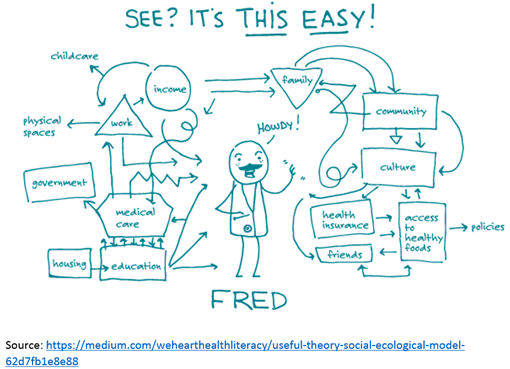 SEE? IT'S THIS EASY!
childcare
income
family
physical
spaces
work
community
HOWDY!
culture
government
medical
care
health
insurance
access
to
healthy
foods
policies
housing
education
friends
FRED
Source: https://medium.com/wehearthealthliteracy/useful-theory-social-ecological-model-
62d7fb1e8e88